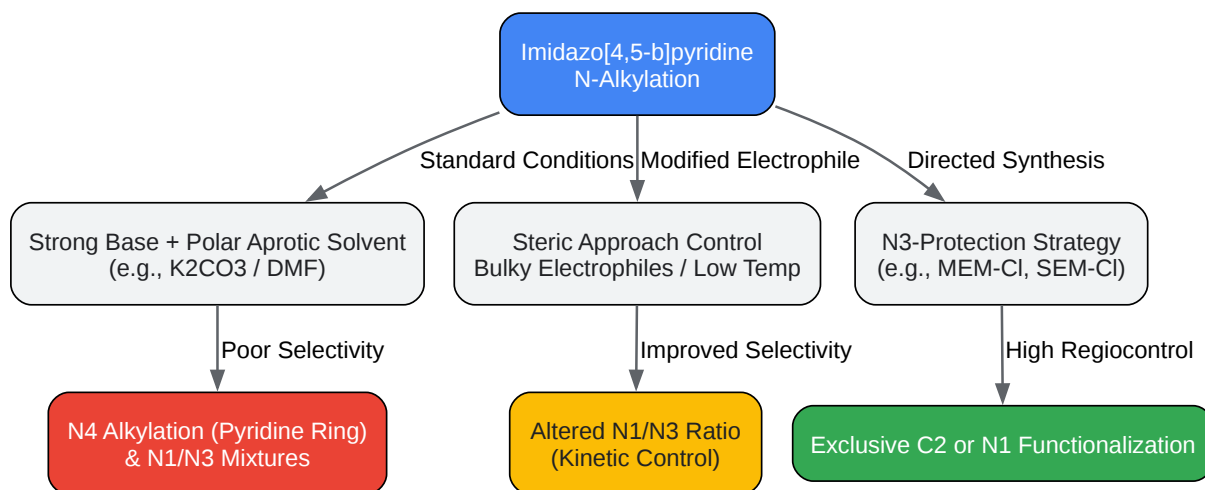 Imidazo[4,5-b]pyridine
N-Alkylation
Standard Conditions
Modified Electrophile
Directed Synthesis
Strong Base + Polar Aprotic Solvent
(e.g., K2CO3 / DMF)
Steric Approach Control
Bulky Electrophiles / Low Temp
N3-Protection Strategy
(e.g., MEM-Cl, SEM-Cl)
Poor Selectivity
Improved Selectivity
High Regiocontrol
N4 Alkylation (Pyridine Ring)
& N1/N3 Mixtures
Altered N1/N3 Ratio
(Kinetic Control)
Exclusive C2 or N1 Functionalization